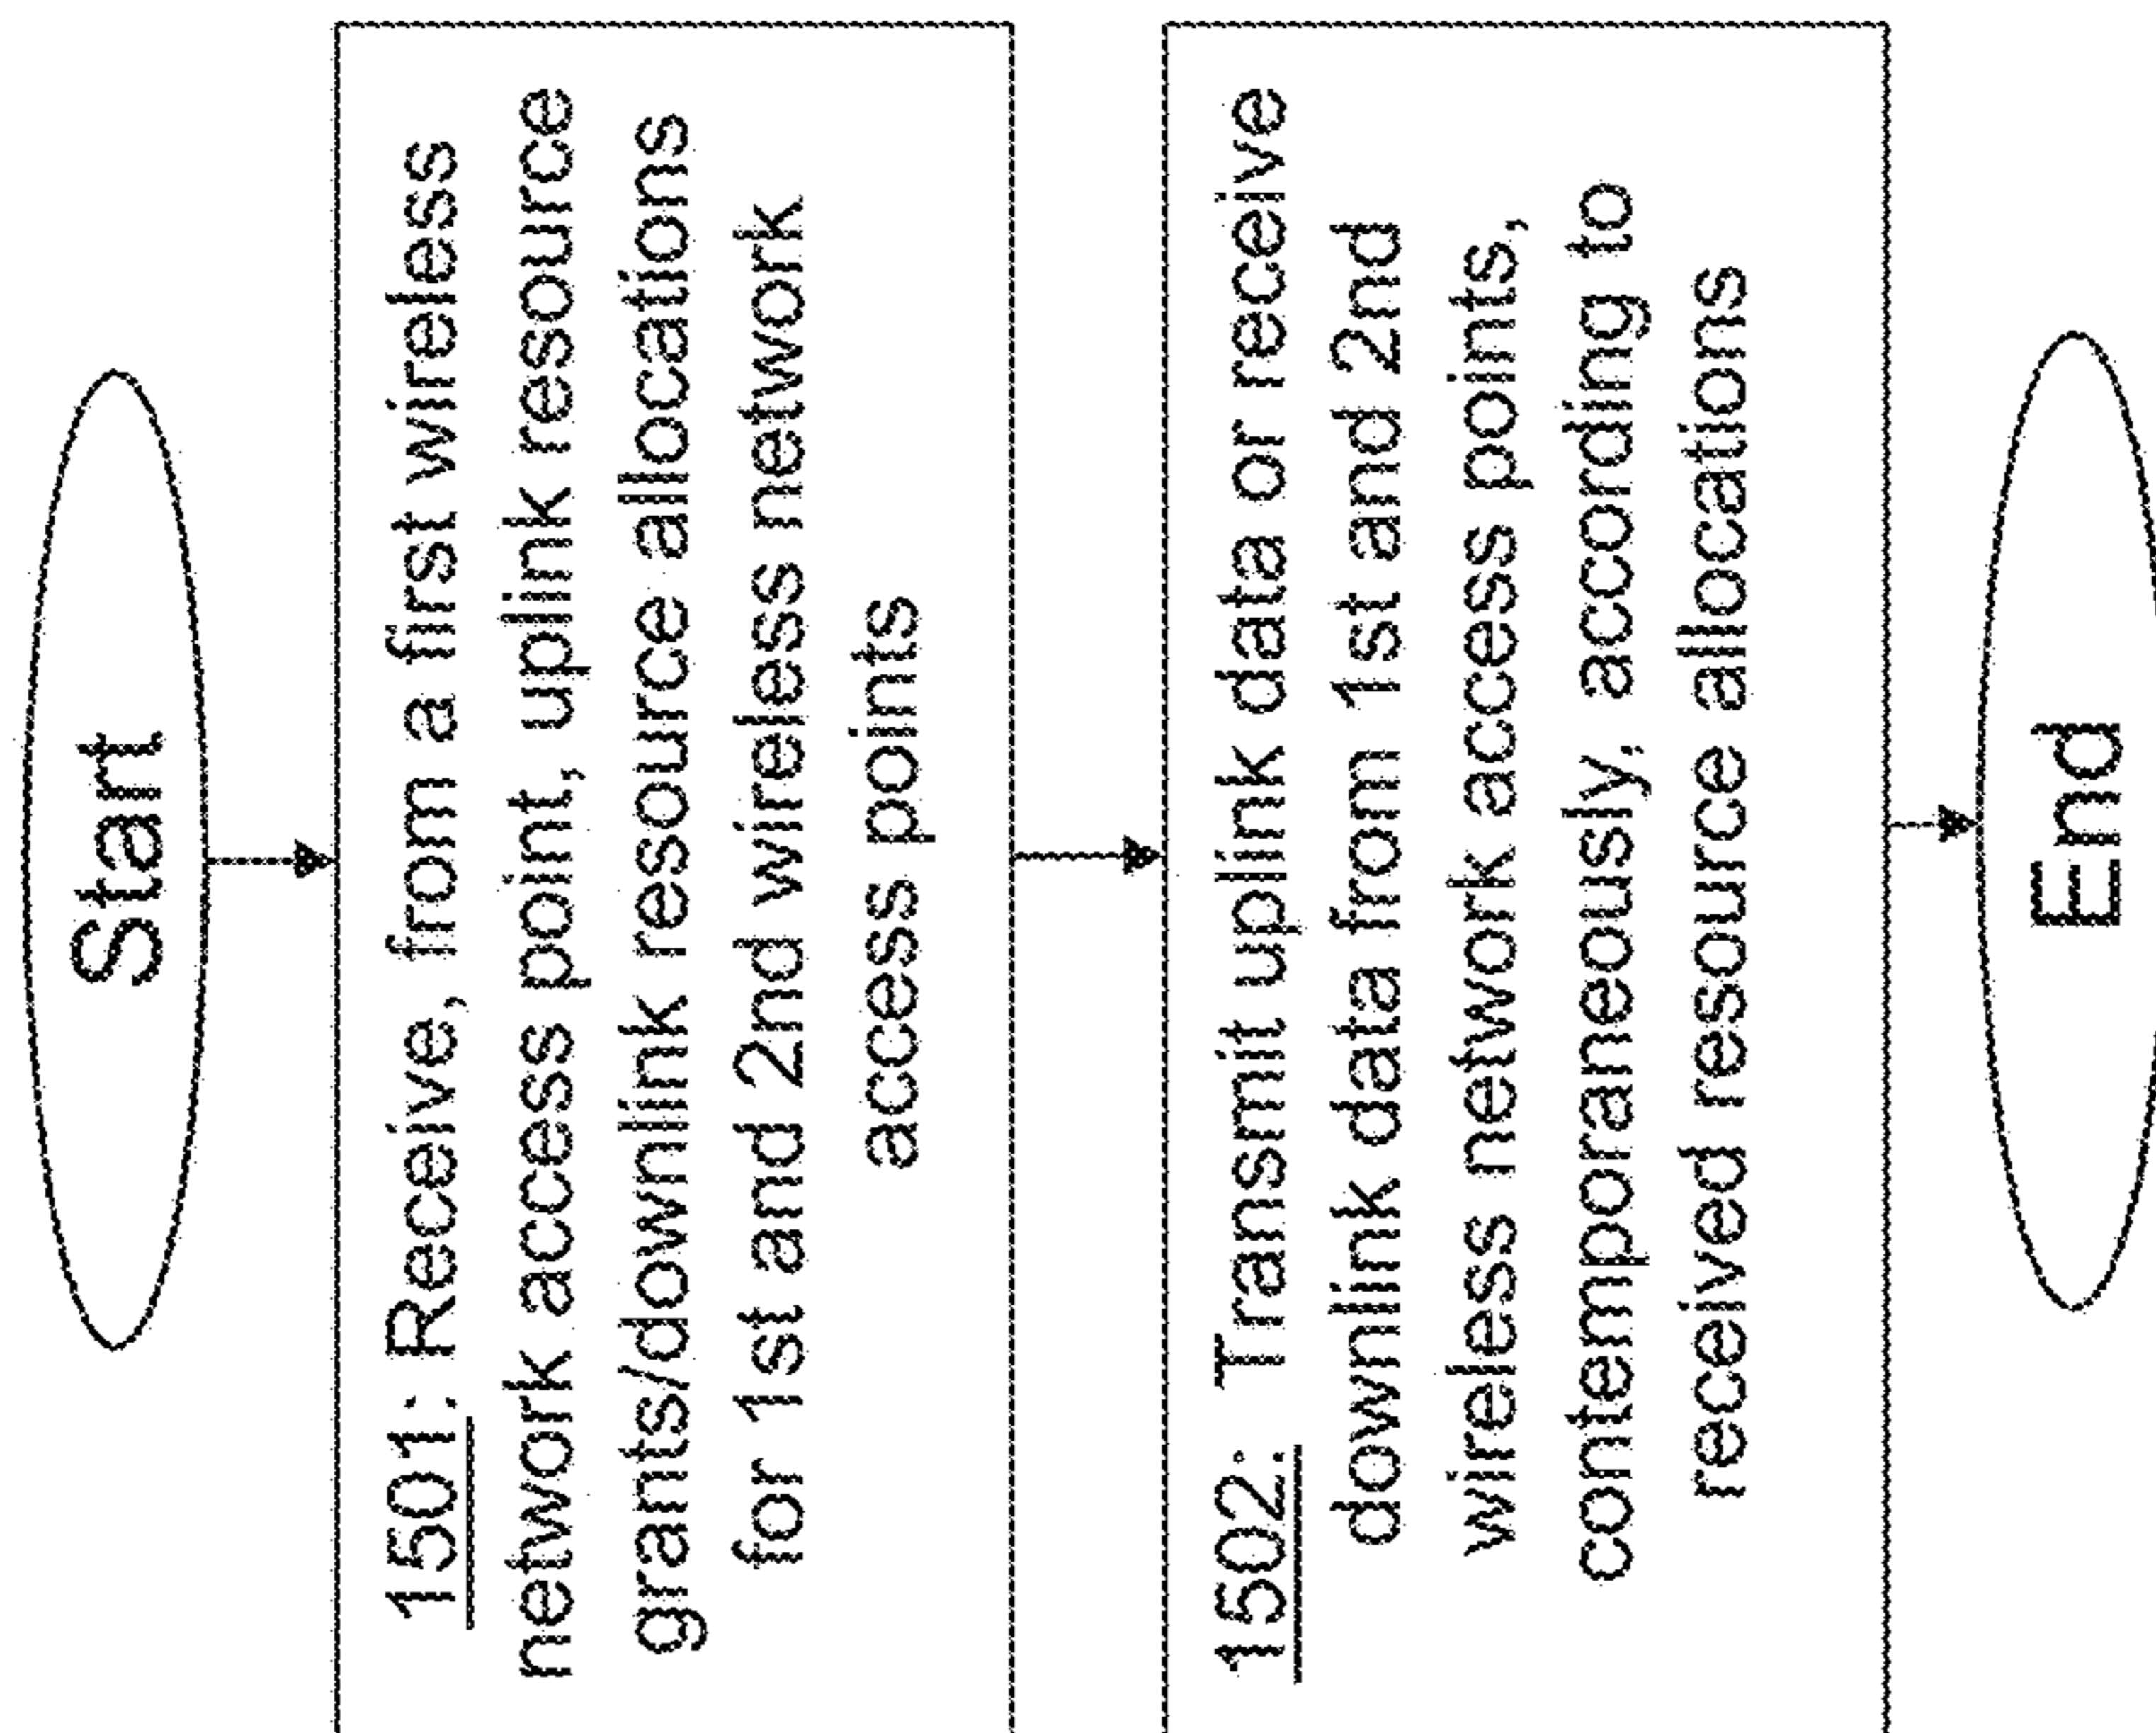 Start
1501: Receive, from a first wireless
network access point, uplink resource
grants/downlink resource allocations
for 1st and 2nd wireless network
access points
1502: Transmit uplink data or receive
downlink data from 1st and 2nd
wireless network access points,
contemporaneously, according to
received resource allocations
End